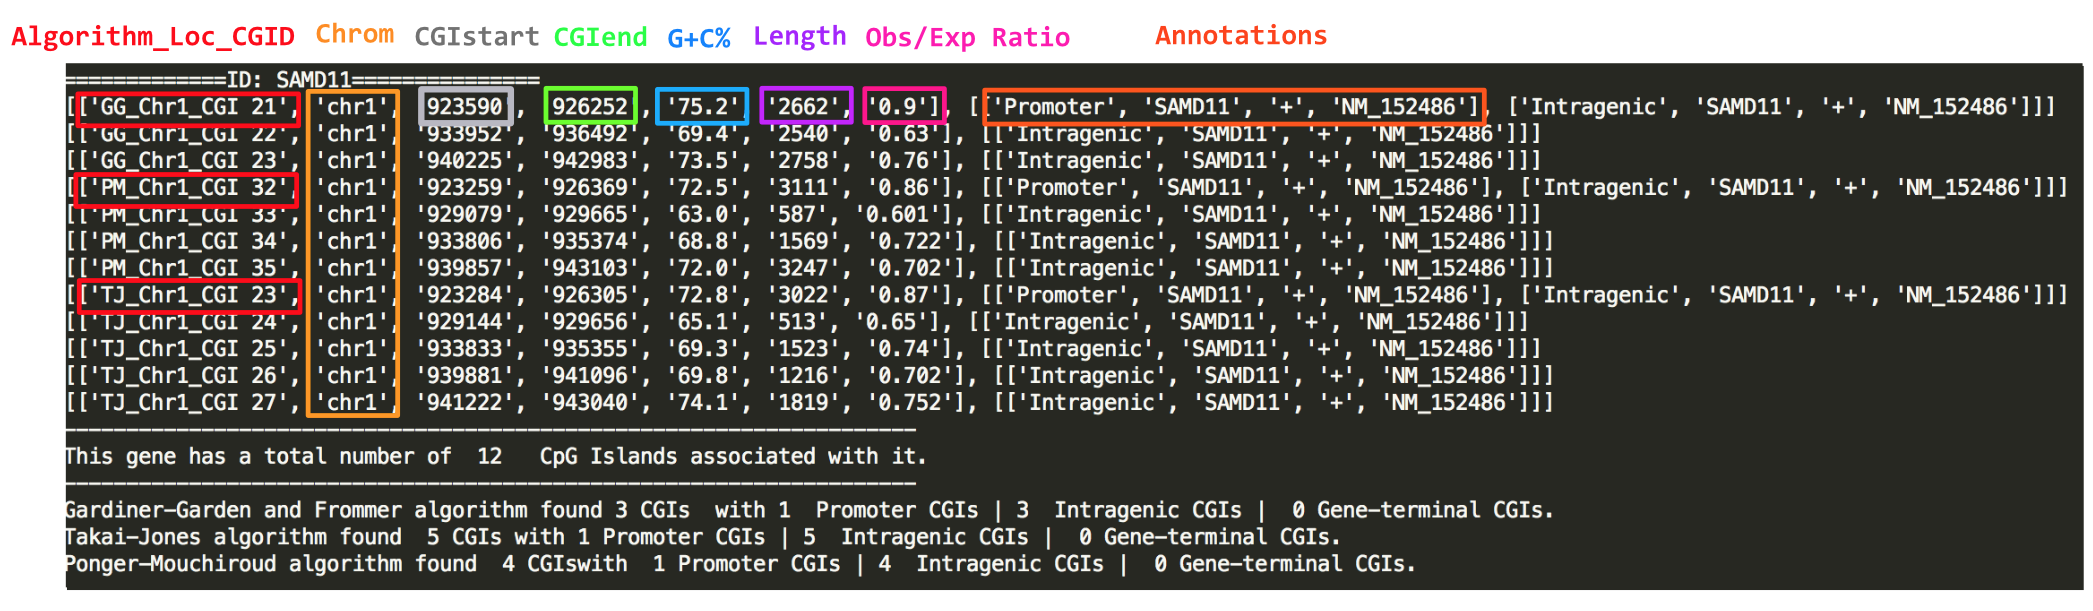 Algorithm_Loc_CGID Chrom CGIstart CGIend G+C% Length Obs/Exp Ratio Annotations
=============ID: SAMD11===============
[['GG_Chr1_CGI 21', 'chr1', '923590', '926252', '75.2', '2662', '0.9'], [['Promoter', 'SAMD11', '+', 'NM_152486'], ['Intragenic', 'SAMD11', '+', 'NM_152486']]]
[['GG_Chr1_CGI 22', 'chr1', '933952', '936492', '69.4', '2540', '0.63'], [['Intragenic', 'SAMD11', '+', 'NM_152486']]]
[['GG_Chr1_CGI 23', 'chr1', '940225', '942983', '73.5', '2758', '0.76'], [['Intragenic', 'SAMD11', '+', 'NM_152486']]]
[['PM_Chr1_CGI 32', 'chr1', '923259', '926369', '72.5', '3111', '0.86'], [['Promoter', 'SAMD11', '+', 'NM_152486'], ['Intragenic', 'SAMD11', '+', 'NM_152486']]]
[['PM_Chr1_CGI 33', 'chr1', '929079', '929665', '63.0', '587', '0.601'], [['Intragenic', 'SAMD11', '+', 'NM_152486']]]
[['PM_Chr1_CGI 34', 'chr1', '933806', '935374', '68.8', '1569', '0.722'], [['Intragenic', 'SAMD11', '+', 'NM_152486']]]
[['PM_Chr1_CGI 35', 'chr1', '939857', '943103', '72.0', '3247', '0.702'], [['Intragenic', 'SAMD11', '+', 'NM_152486']]]
[['TJ_Chr1_CGI 23', 'chr1', '923284', '926305', '72.8', '3022', '0.87'], [['Promoter', 'SAMD11', '+', 'NM_152486'], ['Intragenic', 'SAMD11', '+', 'NM_152486']]]
[['TJ_Chr1_CGI 24', 'chr1', '929144', '929656', '65.1', '513', '0.65'], [['Intragenic', 'SAMD11', '+', 'NM_152486']]]
[['TJ_Chr1_CGI 25', 'chr1', '933833', '935355', '69.3', '1523', '0.74'], [['Intragenic', 'SAMD11', '+', 'NM_152486']]]
[['TJ_Chr1_CGI 26', 'chr1', '939881', '941096', '69.8', '1216', '0.702'], [['Intragenic', 'SAMD11', '+', 'NM_152486']]]
[['TJ_Chr1_CGI 27', 'chr1', '941222', '943040', '74.1', '1819', '0.752'], [['Intragenic', 'SAMD11', '+', 'NM_152486']]]
--------------------------------------------------------------------
This gene has a total number of  12   CpG Islands associated with it.
--------------------------------------------------------------------
Gardiner-Garden and Frommer algorithm found 3 CGIs  with 1  Promoter CGIs | 3  Intragenic CGIs |  0 Gene-terminal CGIs.
Takai-Jones algorithm found  5 CGIs with 1 Promoter CGIs | 5  Intragenic CGIs |  0 Gene-terminal CGIs.
Ponger-Mouchiroud algorithm found  4 CGIswith  1 Promoter CGIs | 4  Intragenic CGIs |  0 Gene-terminal CGIs.